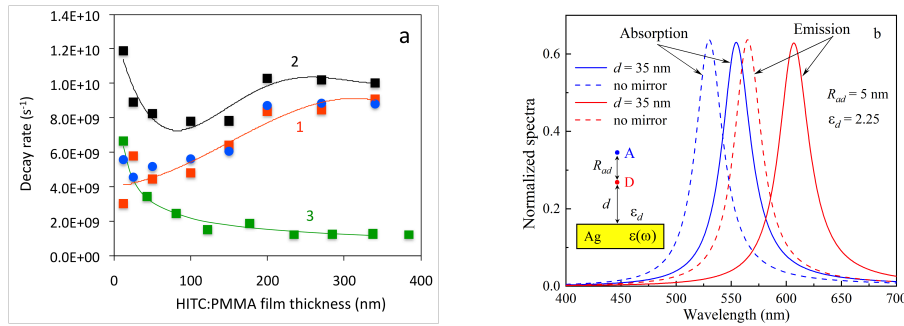 a
1.4E+10
1.2E+10
1.0E+10
8.0E+09
6.0E+09
4.0E+09
2.0E+09
0.0E+00
Decay rate (s⁻¹)
2
1
3
0 100 200 300 400
HITC:PMMA film thickness (nm)
b
0.6
0.4
0.2
0.0
Normalized spectra
Absorption
Emission
d = 35 nm
no mirror
d = 35 nm
no mirror
R_ad = 5 nm
ε_d = 2.25
A
R_ad
D
d
ε_d
Ag ε(ω)
400 450 500 550 600 650 700
Wavelength (nm)